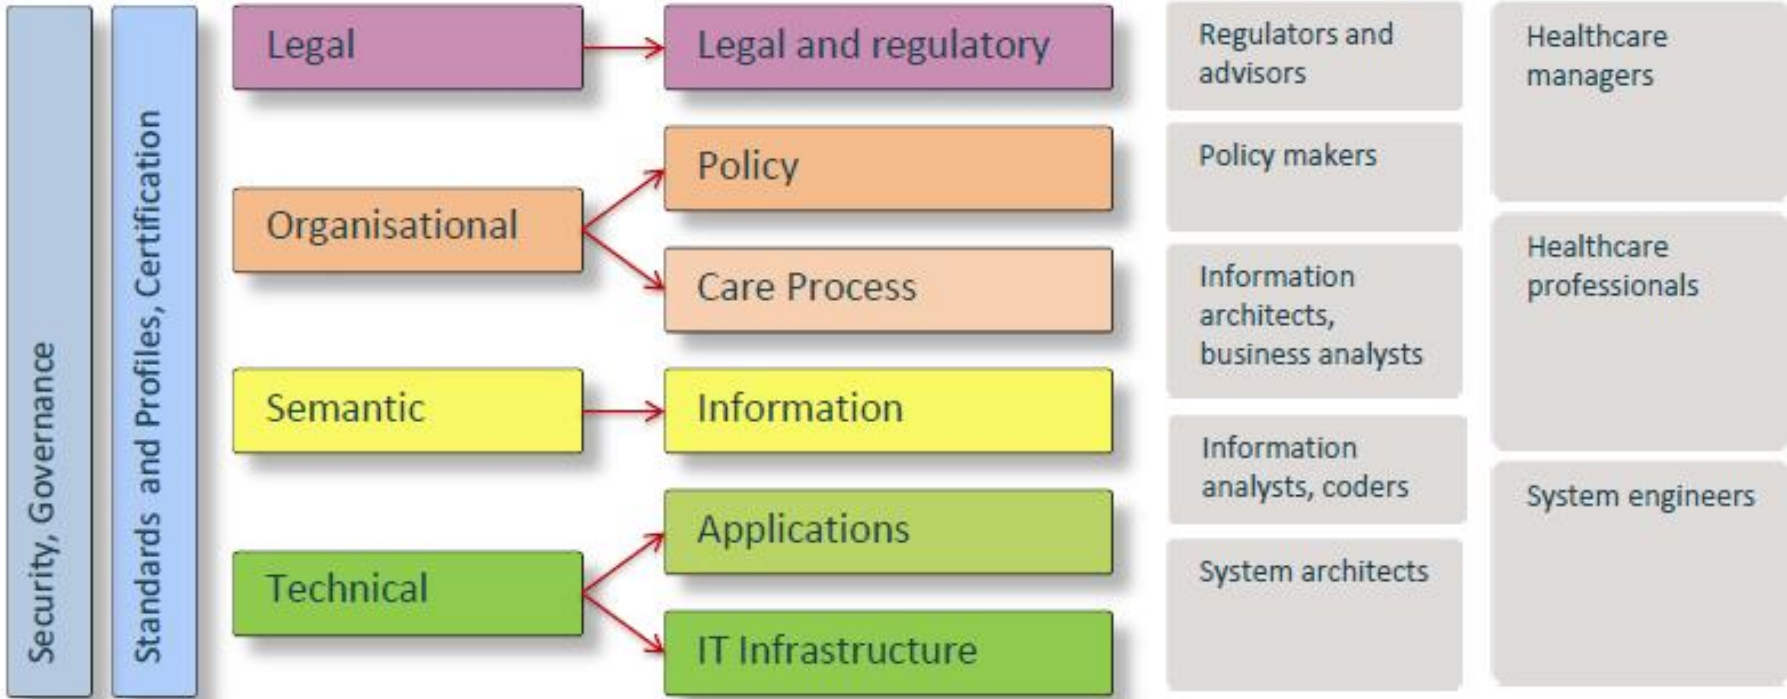 Security, Governance
Standards and Profiles, Certification
Legal
Legal and regulatory
Organisational
Policy
Care Process
Semantic
Information
Technical
Applications
IT Infrastructure
Regulators and
advisors
Policy makers
Information
architects,
business analysts
Information
analysts, coders
System architects
Healthcare
managers
Healthcare
professionals
System engineers